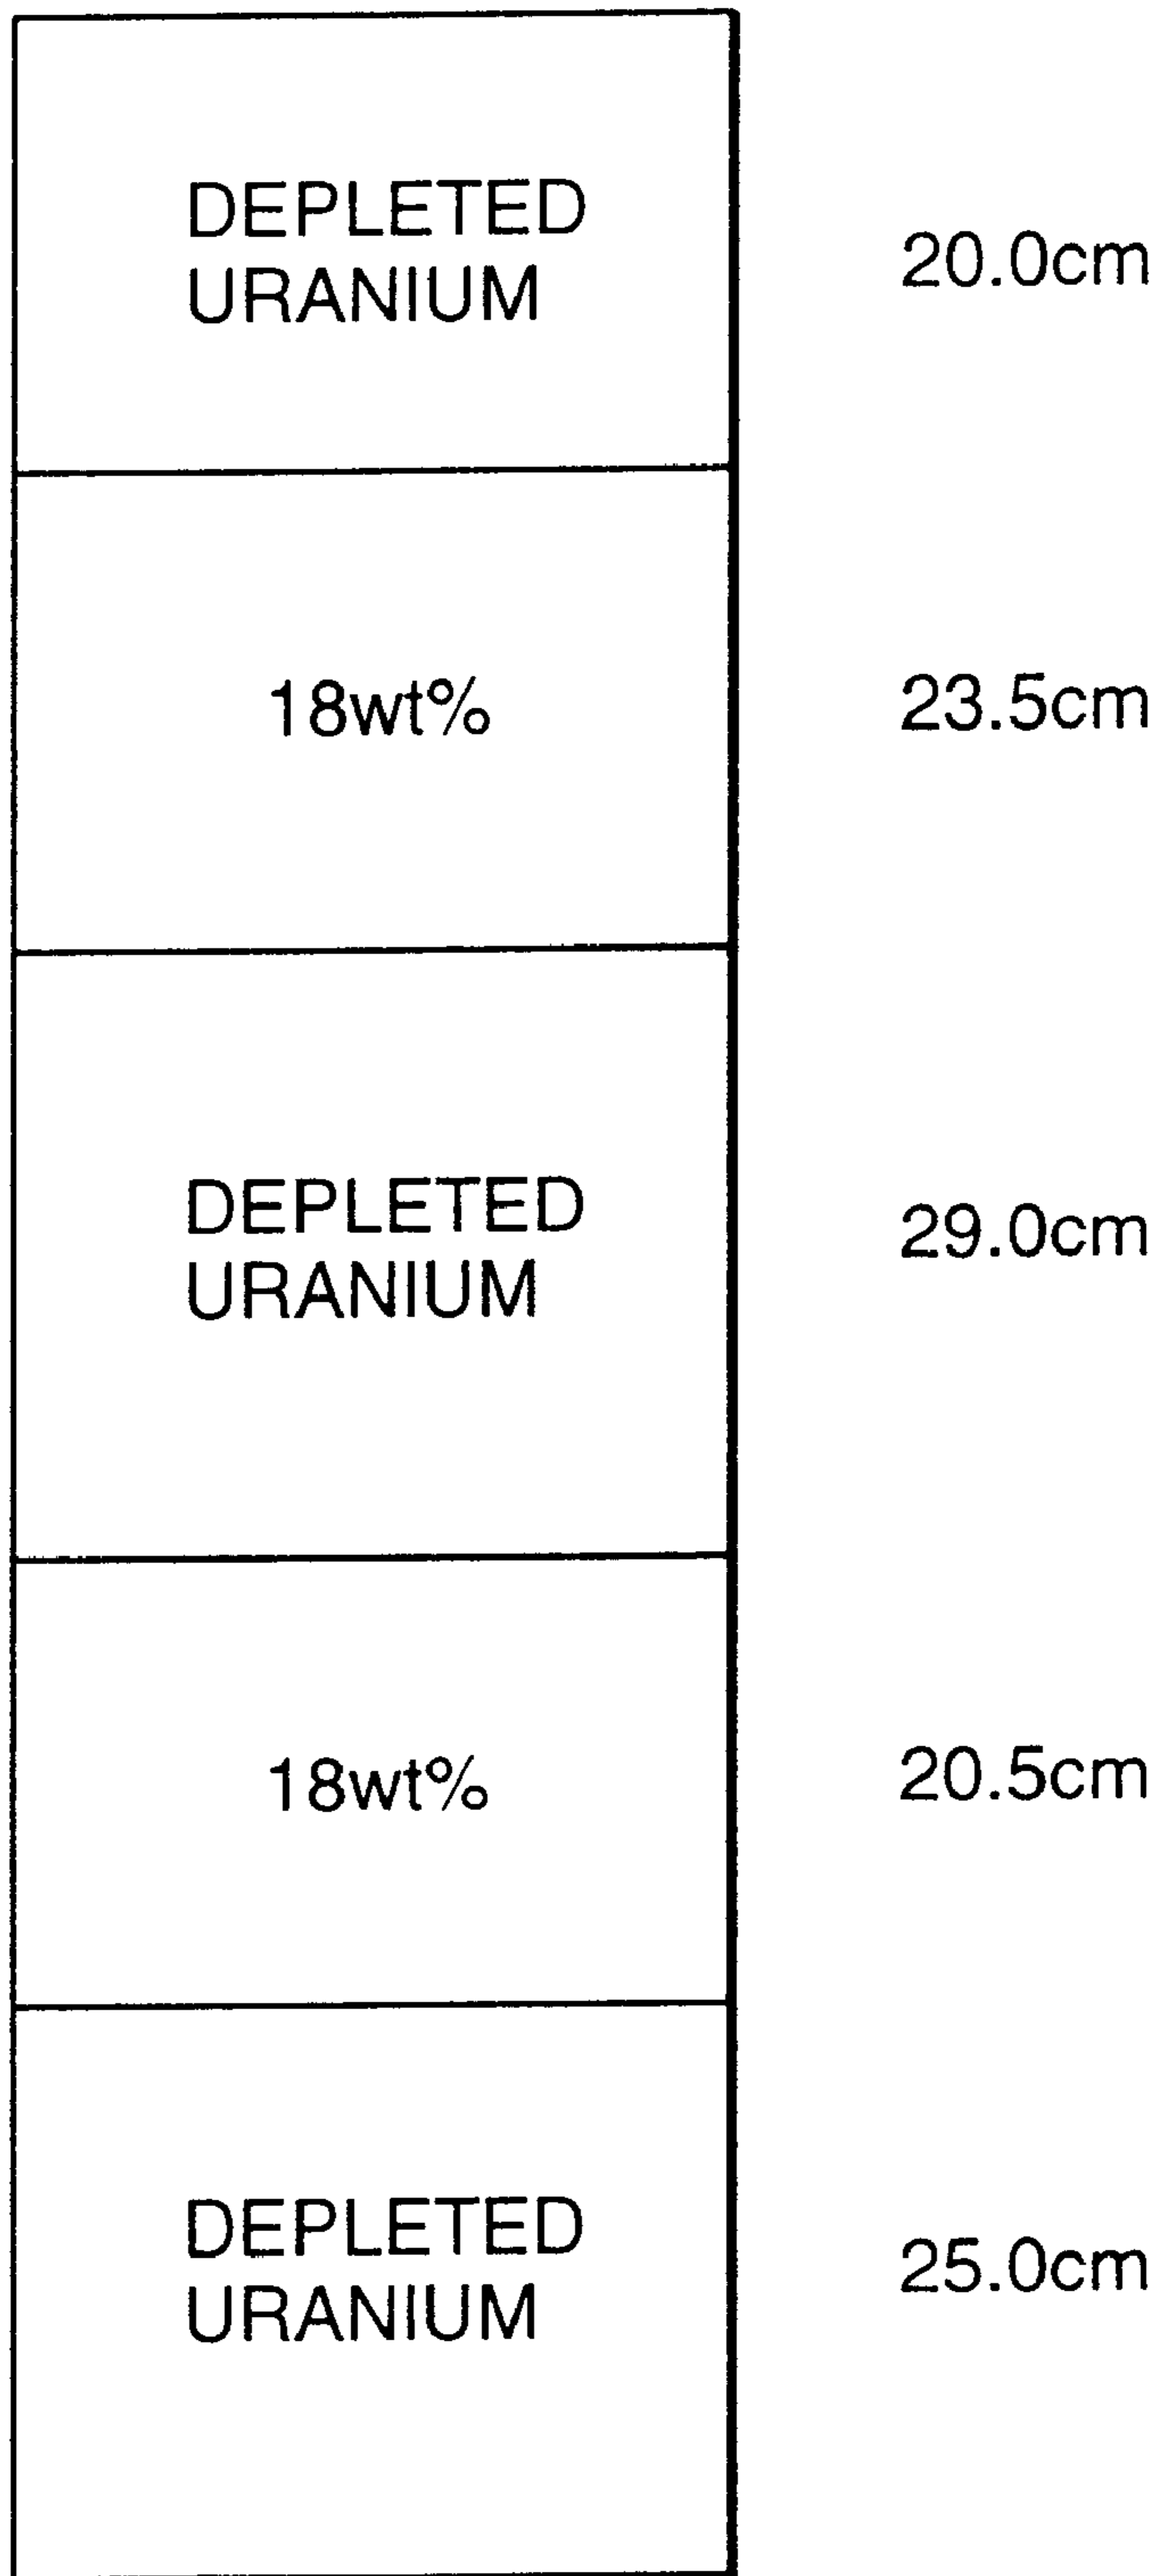 DEPLETED
URANIUM
20.0cm
18wt%
23.5cm
DEPLETED
URANIUM
29.0cm
18wt%
20.5cm
DEPLETED
URANIUM
25.0cm